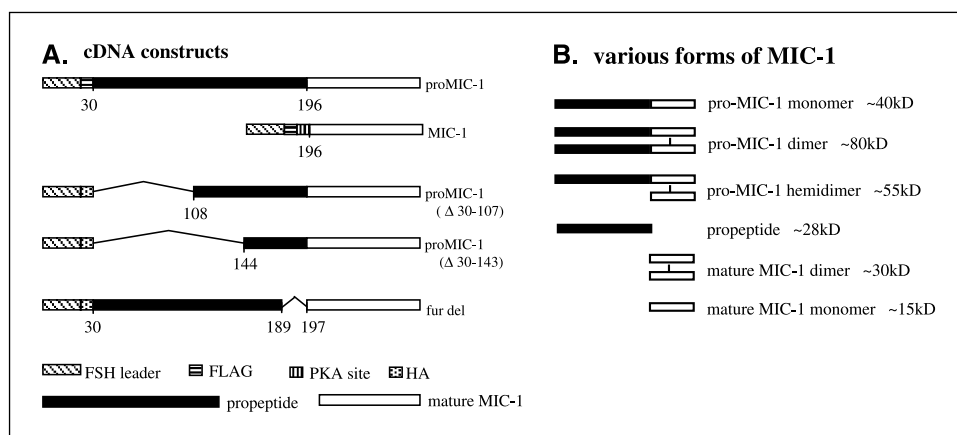 A. cDNA constructs
proMIC-1
30
196
MIC-1
196
proMIC-1
(Δ 30-107)
108
proMIC-1
(Δ30-143)
144
fur del
30
189
197
FSH leader
FLAG
PKA site
HA
propeptide
mature MIC-1
B. various forms of MIC-1
pro-MIC-1 monomer ~40kD
pro-MIC-1 dimer ~80kD
pro-MIC-1 hemidimer ~55kD
propeptide ~28kD
mature MIC-1 dimer ~30kD
mature MIC-1 monomer ~15kD